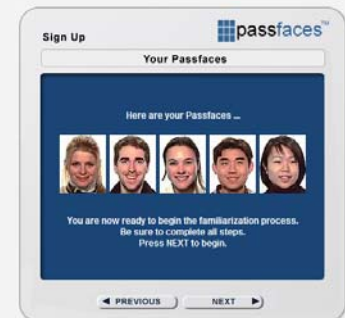 Sign Up
passfaces™
Your Passfaces
Here are your Passfaces ...
You are now ready to begin the familiarization process.
Be sure to complete all steps.
Press NEXT to begin.
PREVIOUS
NEXT